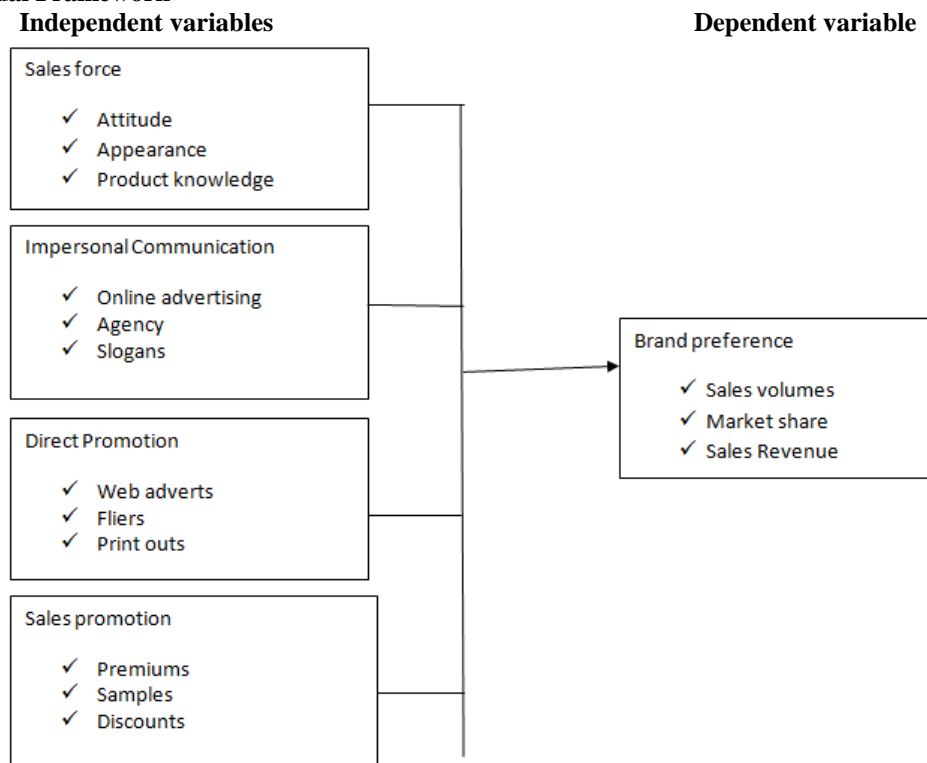 Independent variables
Dependent variable
Sales force
✓ Attitude
✓ Appearance
✓ Product knowledge
Impersonal Communication
✓ Online advertising
✓ Agency
✓ Slogans
Direct Promotion
✓ Web adverts
✓ Fliers
✓ Print outs
Sales promotion
✓ Premiums
✓ Samples
✓ Discounts
Brand preference
✓ Sales volumes
✓ Market share
✓ Sales Revenue